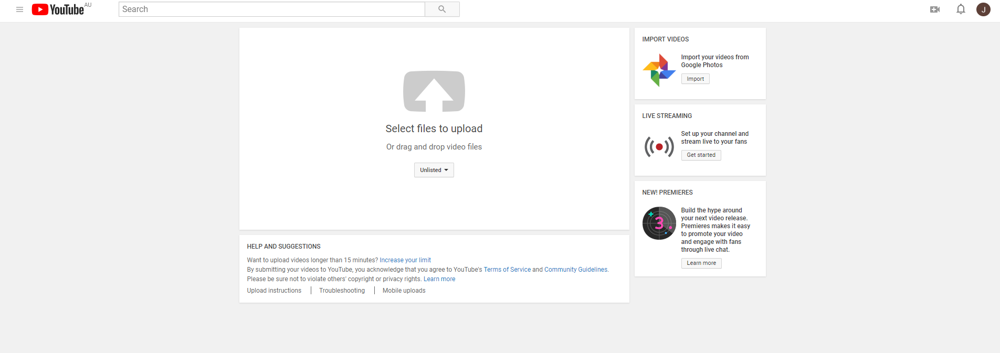 YouTube AU
Search
J
Select files to upload
Or drag and drop video files
Unlisted
HELP AND SUGGESTIONS
Want to upload videos longer than 15 minutes? Increase your limit
By submitting your videos to YouTube, you acknowledge that you agree to YouTube's Terms of Service and Community Guidelines.
Please be sure not to violate others' copyright or privacy rights. Learn more
Upload instructions | Troubleshooting | Mobile uploads
IMPORT VIDEOS
Import your videos from
Google Photos
Import
LIVE STREAMING
Set up your channel and
stream live to your fans
Get started
NEW! PREMIERES
3
Build the hype around
your next video release.
Premieres makes it easy
to promote your video
and engage with fans
through live chat.
Learn more